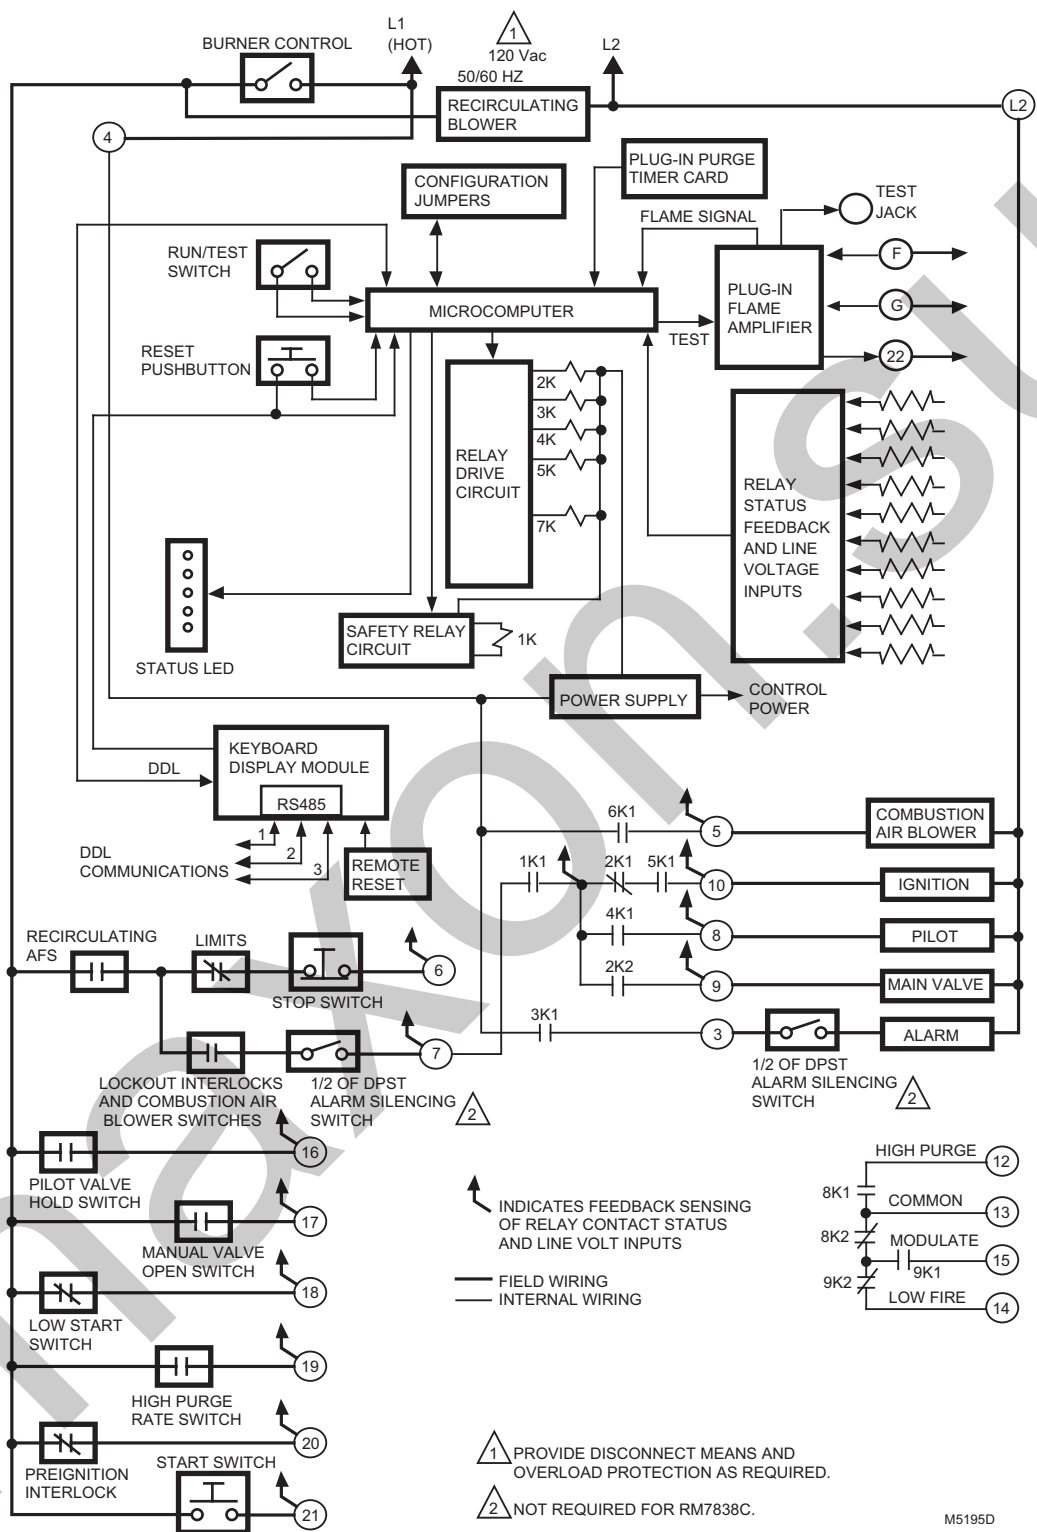 L1
(HOT)
1
120 Vac
50/60 HZ
L2
BURNER CONTROL
RECIRCULATING
BLOWER
L2
4
CONFIGURATION
JUMPERS
PLUG-IN PURGE
TIMER CARD
TEST
JACK
FLAME SIGNAL
RUN/TEST
SWITCH
F
MICROCOMPUTER
PLUG-IN
FLAME
AMPLIFIER
G
TEST
22
RESET
PUSHBUTTON
2K
3K
4K
5K
7K
RELAY
DRIVE
CIRCUIT
RELAY
STATUS
FEEDBACK
AND LINE
VOLTAGE
INPUTS
STATUS LED
SAFETY RELAY
CIRCUIT
1K
POWER SUPPLY
CONTROL
POWER
KEYBOARD
DISPLAY MODULE
DDL
RS485
1
2
3
DDL
COMMUNICATIONS
REMOTE
RESET
6K1
5
COMBUSTION
AIR BLOWER
1K1
2K1
5K1
10
IGNITION
4K1
8
PILOT
2K2
9
MAIN VALVE
3K1
3
ALARM
1/2 OF DPST
ALARM SILENCING
SWITCH
2
RECIRCULATING
AFS
LIMITS
STOP SWITCH
6
7
LOCKOUT INTERLOCKS
AND COMBUSTION AIR
BLOWER SWITCHES
1/2 OF DPST
ALARM SILENCING
SWITCH
2
16
PILOT VALVE
HOLD SWITCH
17
MANUAL VALVE
OPEN SWITCH
18
LOW START
SWITCH
19
HIGH PURGE
RATE SWITCH
20
PREIGNITION
INTERLOCK
START SWITCH
21
INDICATES FEEDBACK SENSING
OF RELAY CONTACT STATUS
AND LINE VOLT INPUTS
FIELD WIRING
INTERNAL WIRING
HIGH PURGE
12
8K1
COMMON
13
8K2
MODULATE
15
9K1
9K2
LOW FIRE
14
1 PROVIDE DISCONNECT MEANS AND
OVERLOAD PROTECTION AS REQUIRED.
2 NOT REQUIRED FOR RM7838C.
M5195D
maxon.su